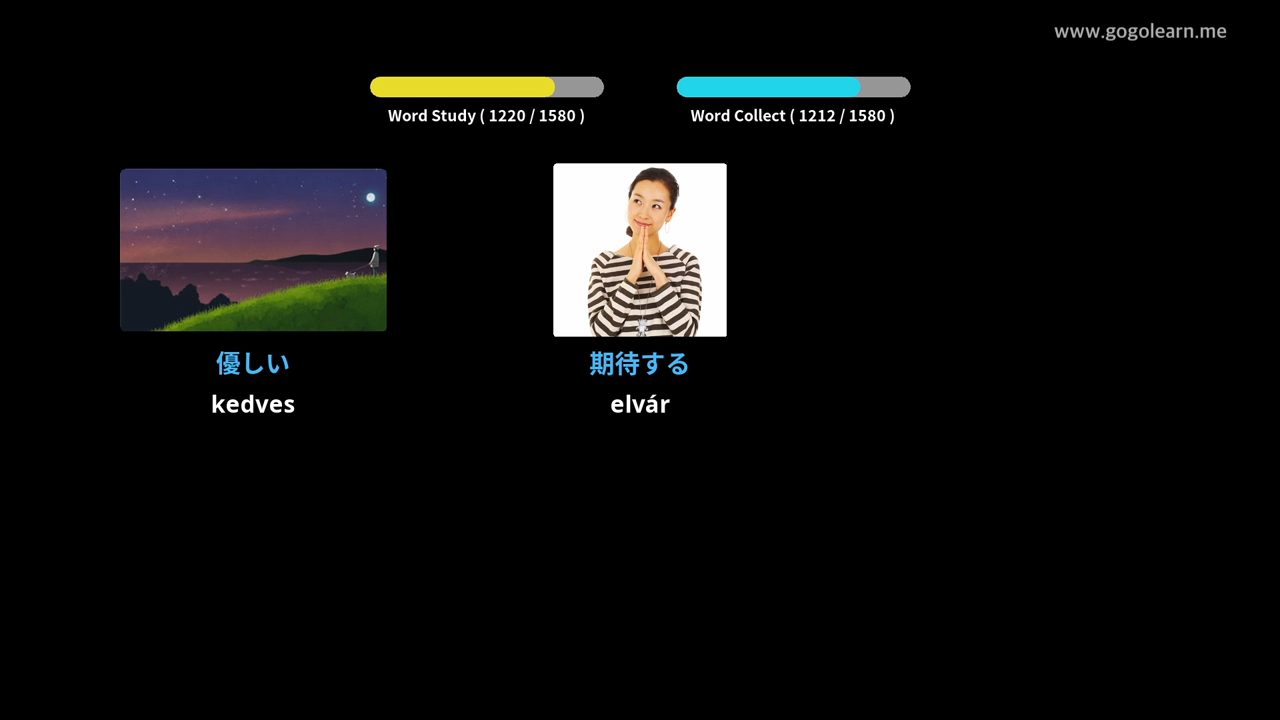 www.gogolearn.me
Word Study ( 1220 / 1580 )
Word Collect ( 1212 / 1580 )
優しい
kedves
期待する
elvár